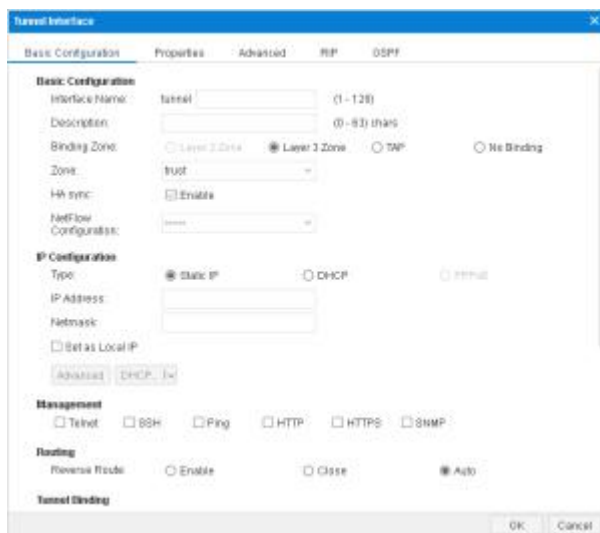 Tunnel Interface
Basic Configuration Properties Advanced RIP OSPF
Basic Configuration
Interface Name: tunnel (1 - 128)
Description: (0 - 63) chars
Binding Zone: Layer 2 Zone Layer 3 Zone TAP No Binding
Zone: trust
HA sync: Enable
NetFlow
Configuration: -----
IP Configuration
Type: Static IP DHCP PPPoE
IP Address:
Netmask:
Set as Local IP
Advanced DHCP...
Management
Telnet SSH Ping HTTP HTTPS SNMP
Routing
Reverse Route: Enable Close Auto
Tunnel Binding
OK Cancel